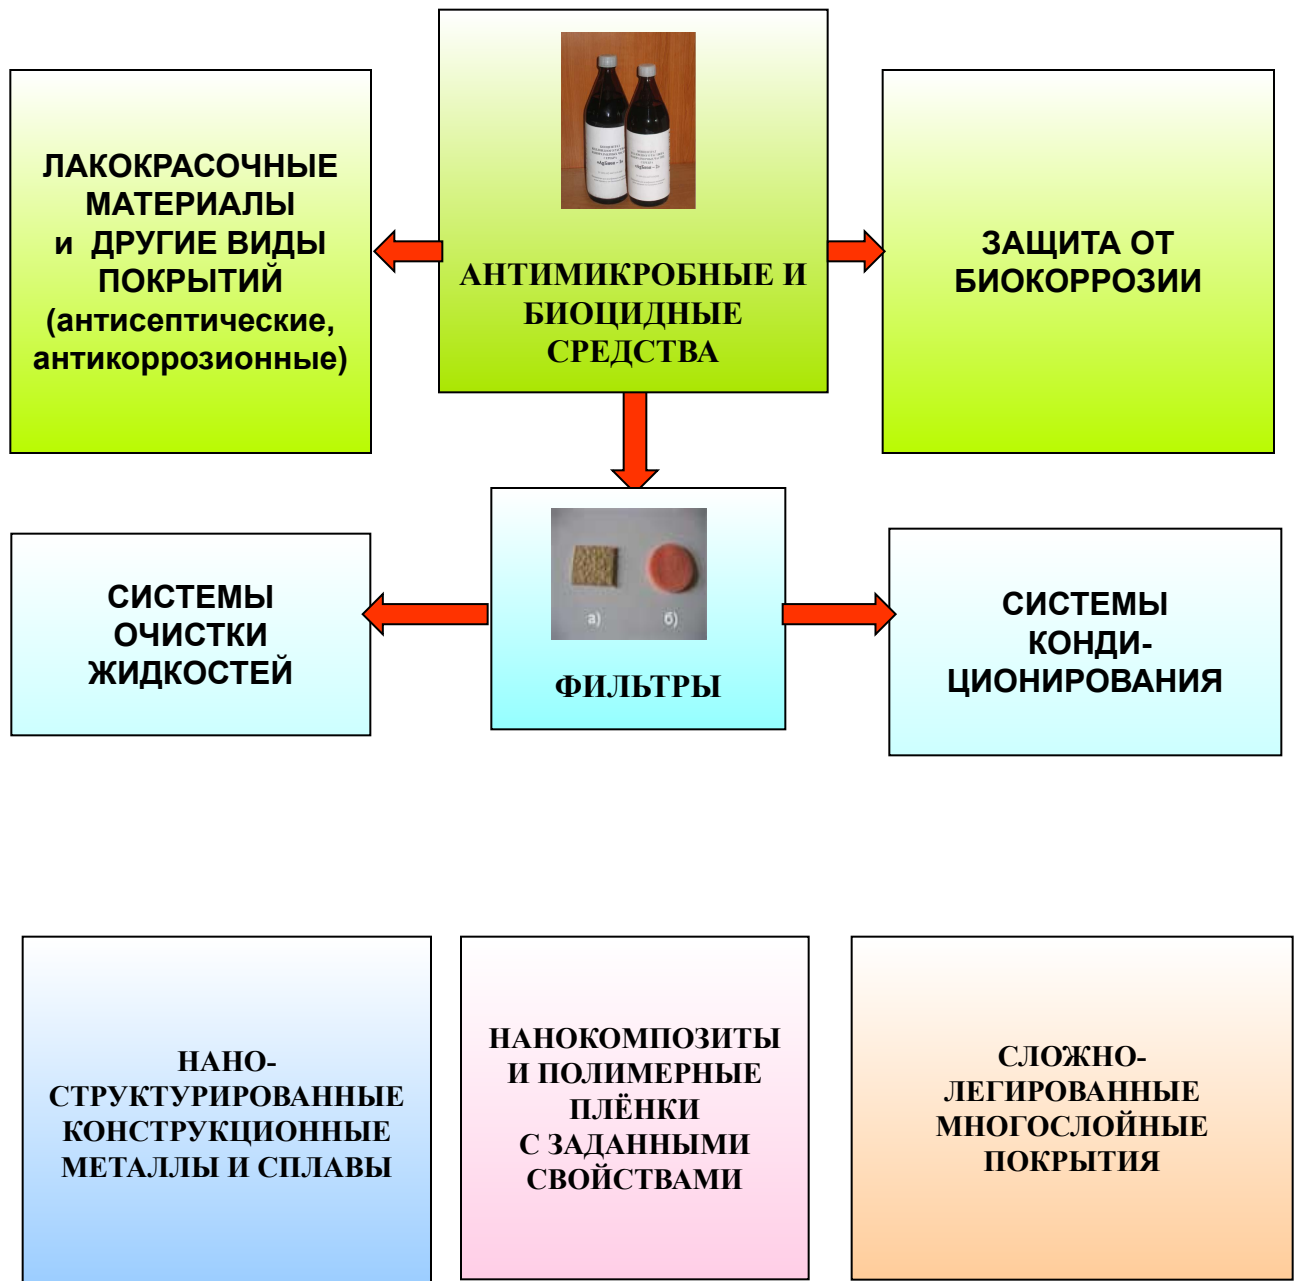 ЛАКОКРАСОЧНЫЕ
МАТЕРИАЛЫ
и ДРУГИЕ ВИДЫ
ПОКРЫТИЙ
(антисептические,
антикоррозионные)
АНТИМИКРОБНЫЕ И
БИОЦИДНЫЕ
СРЕДСТВА
ЗАЩИТА ОТ
БИОКОРРОЗИИ
СИСТЕМЫ
ОЧИСТКИ
ЖИДКОСТЕЙ
а) б)
ФИЛЬТРЫ
СИСТЕМЫ
КОНДИ-
ЦИОНИРОВАНИЯ
НАНО-
СТРУКТУРИРОВАННЫЕ
КОНСТРУКЦИОННЫЕ
МЕТАЛЛЫ И СПЛАВЫ
НАНОКОМПОЗИТЫ
И ПОЛИМЕРНЫЕ
ПЛЁНКИ
С ЗАДАННЫМИ
СВОЙСТВАМИ
СЛОЖНО-
ЛЕГИРОВАННЫЕ
МНОГОСЛОЙНЫЕ
ПОКРЫТИЯ